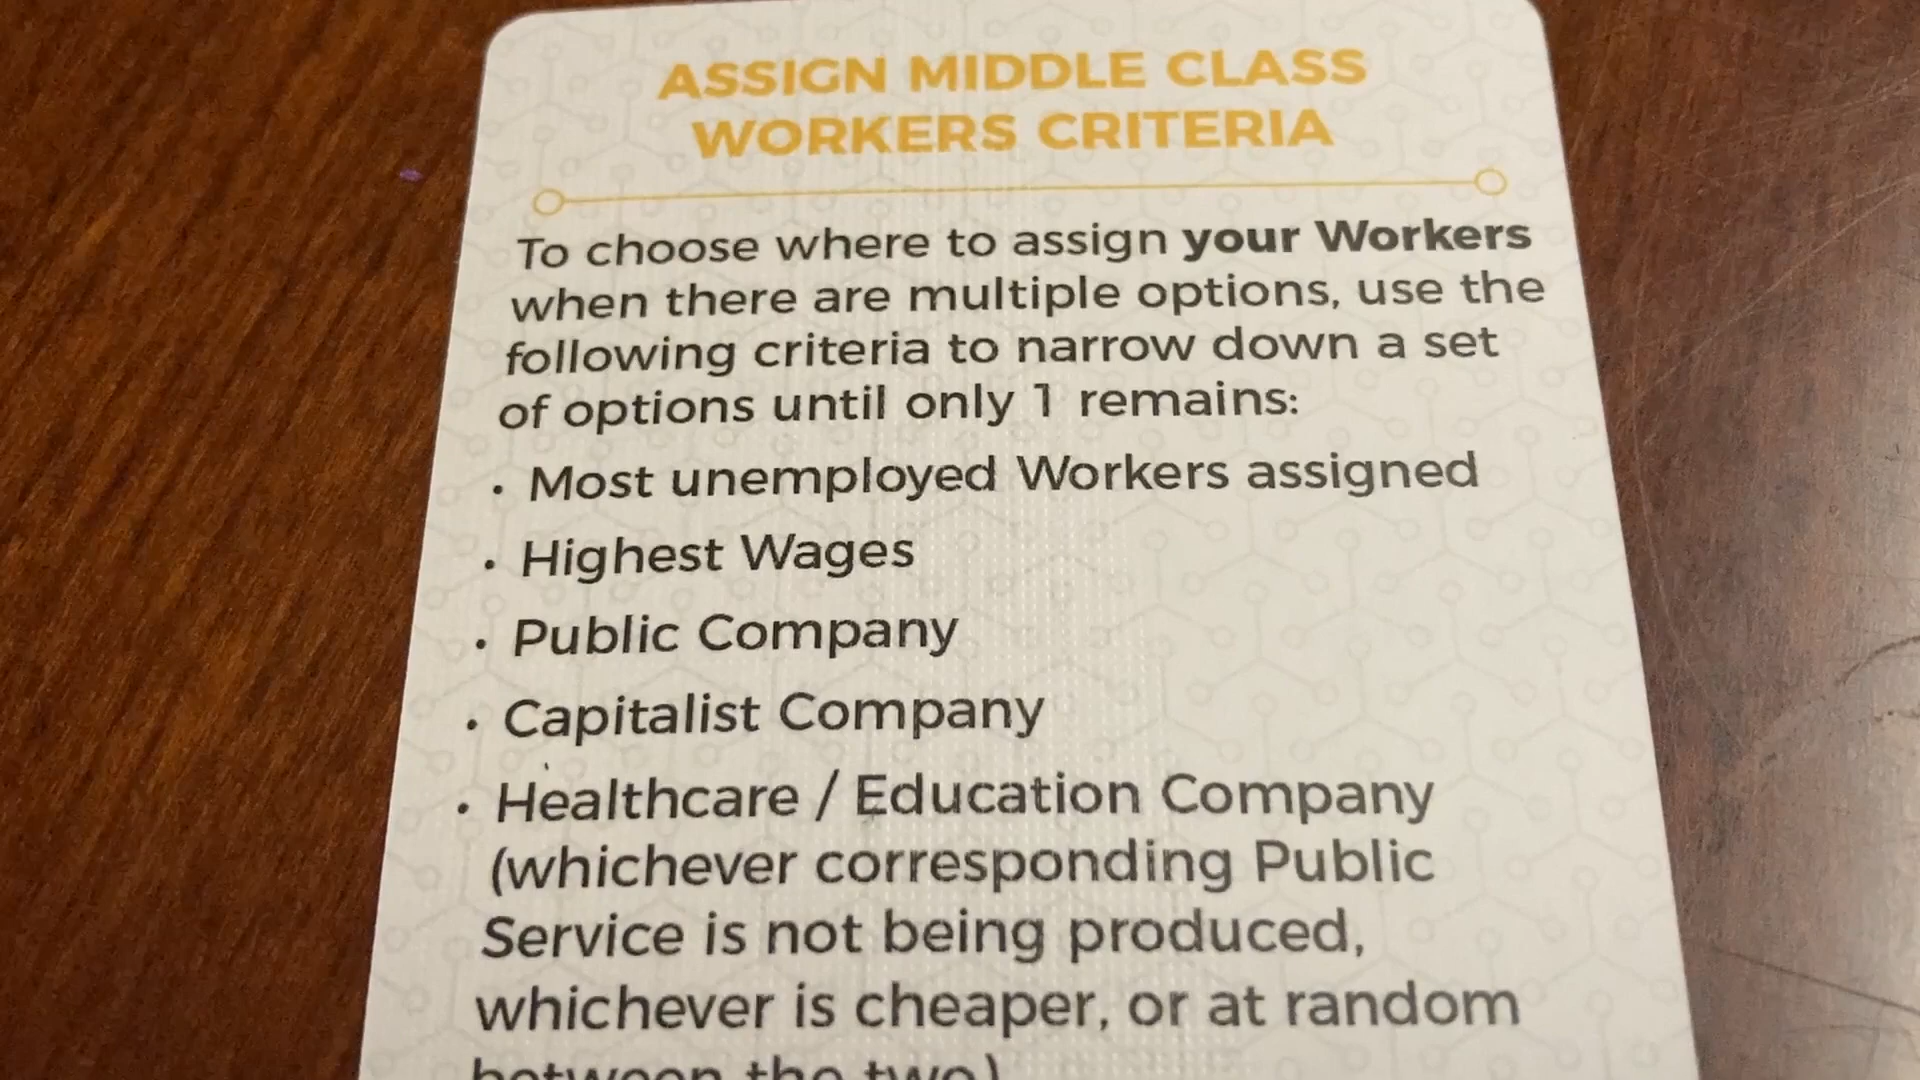 ASSIGN MIDDLE CLASS
WORKERS CRITERIA
To choose where to assign your Workers
when there are multiple options, use the
following criteria to narrow down a set
of options until only 1 remains:
• Most unemployed Workers assigned
• Highest Wages
• Public Company
• Capitalist Company
• Healthcare / Education Company
(whichever corresponding Public
Service is not being produced,
whichever is cheaper, or at random
between the two)